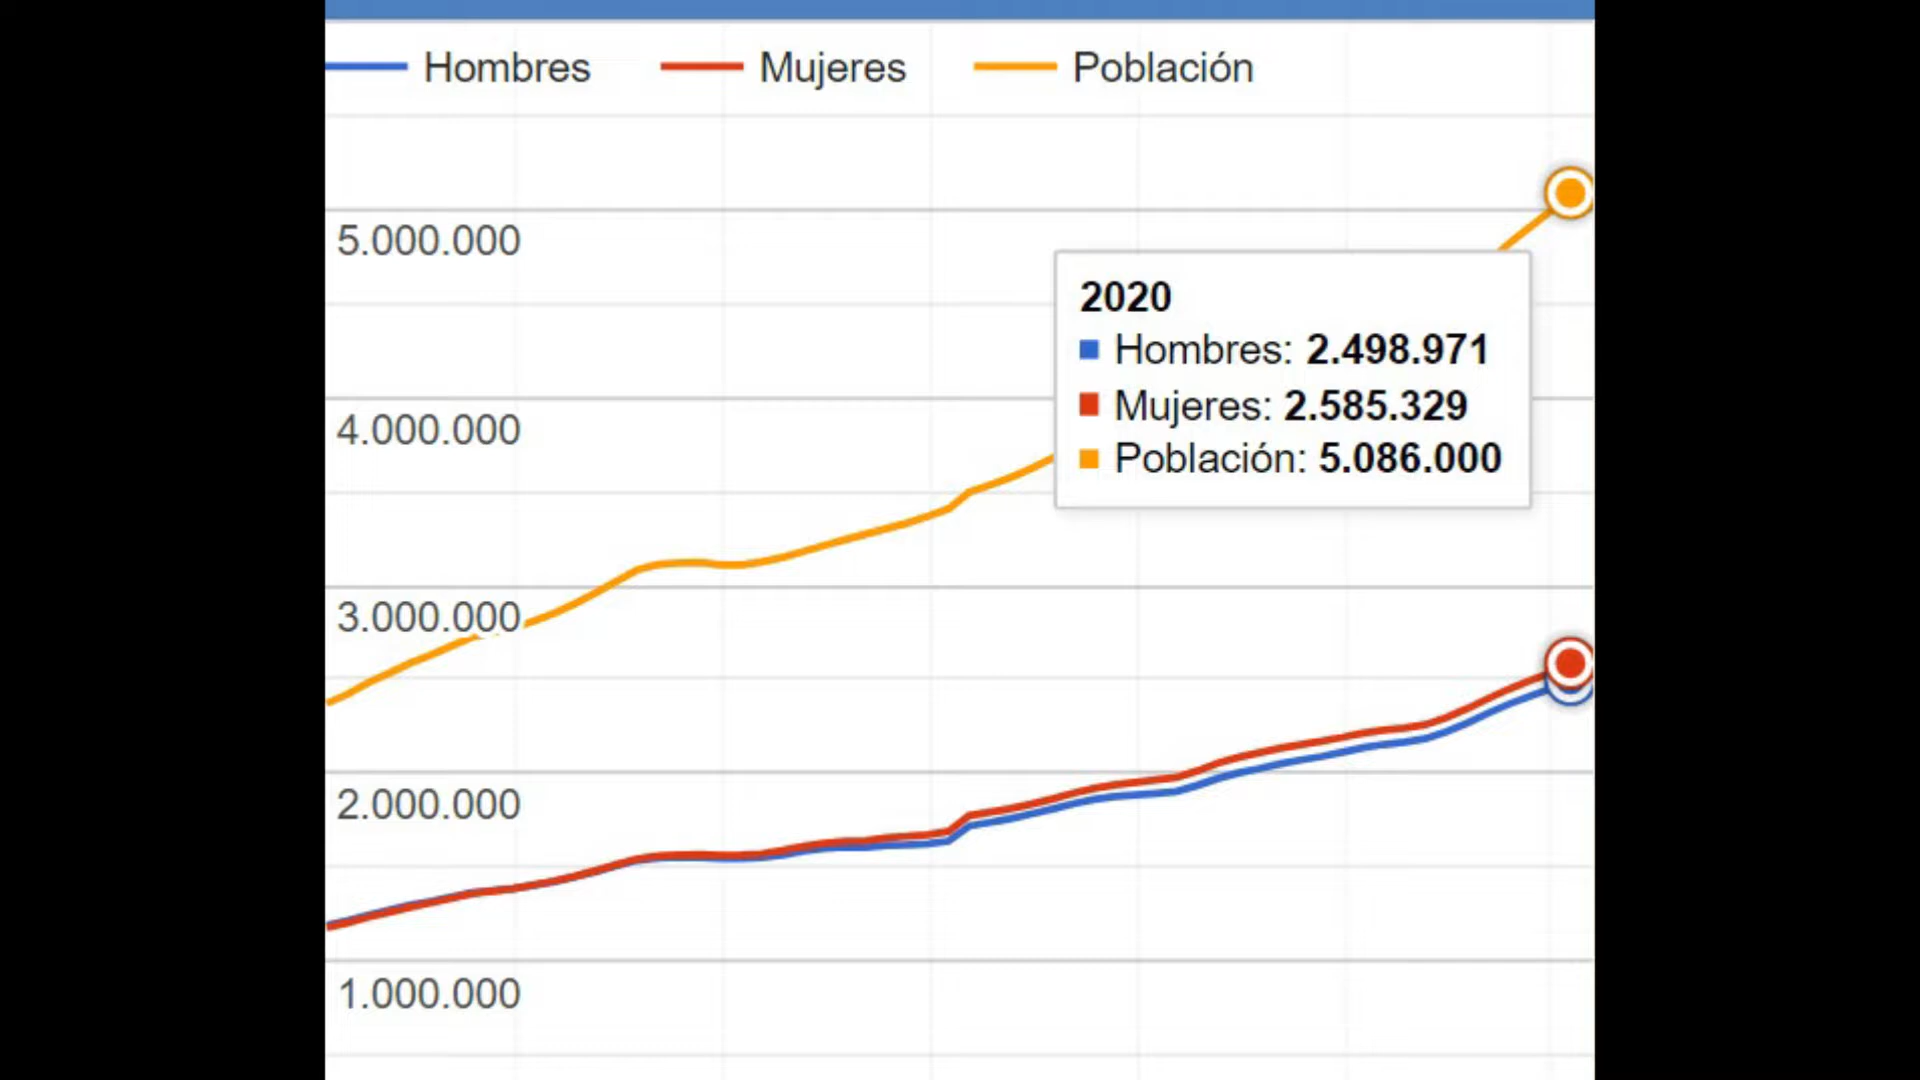 Hombres Mujeres Población
5.000.000
2020
Hombres: 2.498.971
Mujeres: 2.585.329
Población: 5.086.000
4.000.000
3.000.000
2.000.000
1.000.000